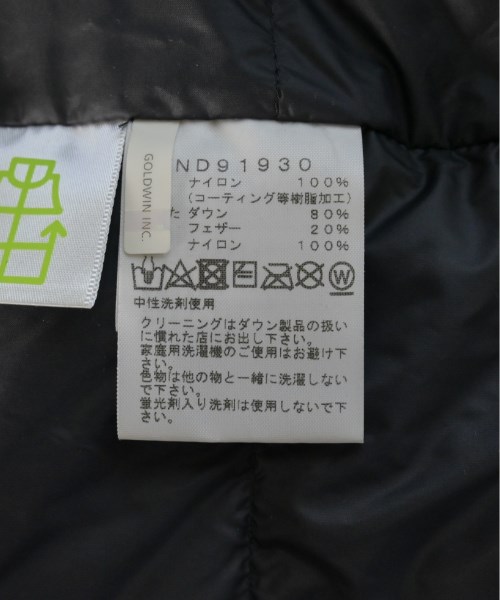 GOLDWIN INC.
ND91930
ナイロン 100%
(コーティング等樹脂加工)
た ダウン 80%
フェザー 20%
ナイロン 100%
W
中性洗剤使用
クリーニングはダウン製品の扱い
に慣れた店にお出し下さい。
家庭用洗濯機のご使用はお避け下
さい。
色物は他の物と一緒に洗濯しない
で下さい。
蛍光剤入り洗剤は使用しないで下
さい。